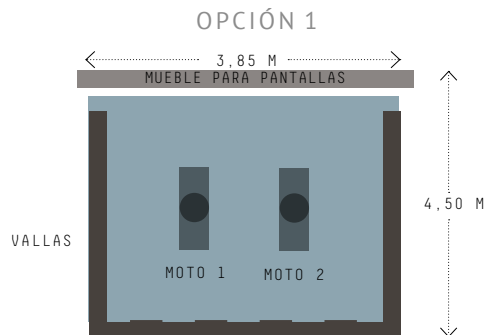 OPCIÓN 1
3,85 M
MUEBLE PARA PANTALLAS
4,50 M
VALLAS
MOTO 1
MOTO 2